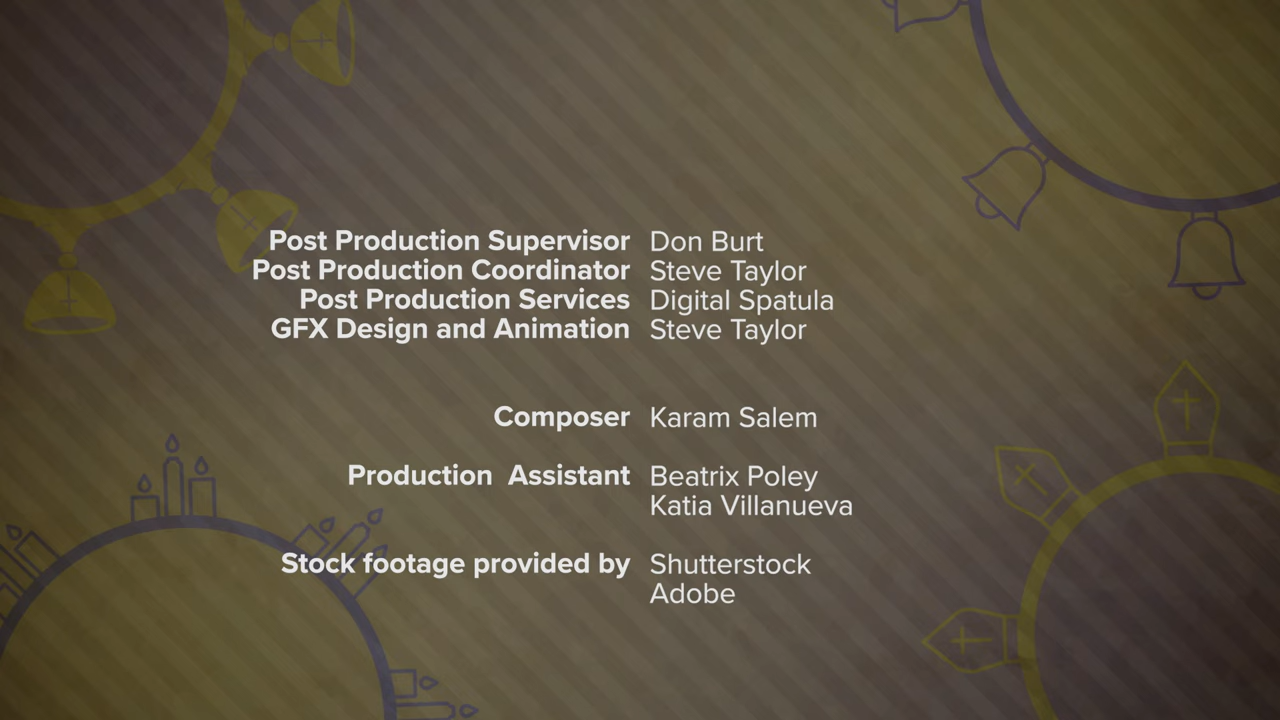 Post Production Supervisor Don Burt
Post Production Coordinator Steve Taylor
Post Production Services Digital Spatula
GFX Design and Animation Steve Taylor
Composer Karam Salem
Production Assistant Beatrix Poley
Katia Villanueva
Stock footage provided by Shutterstock
Adobe